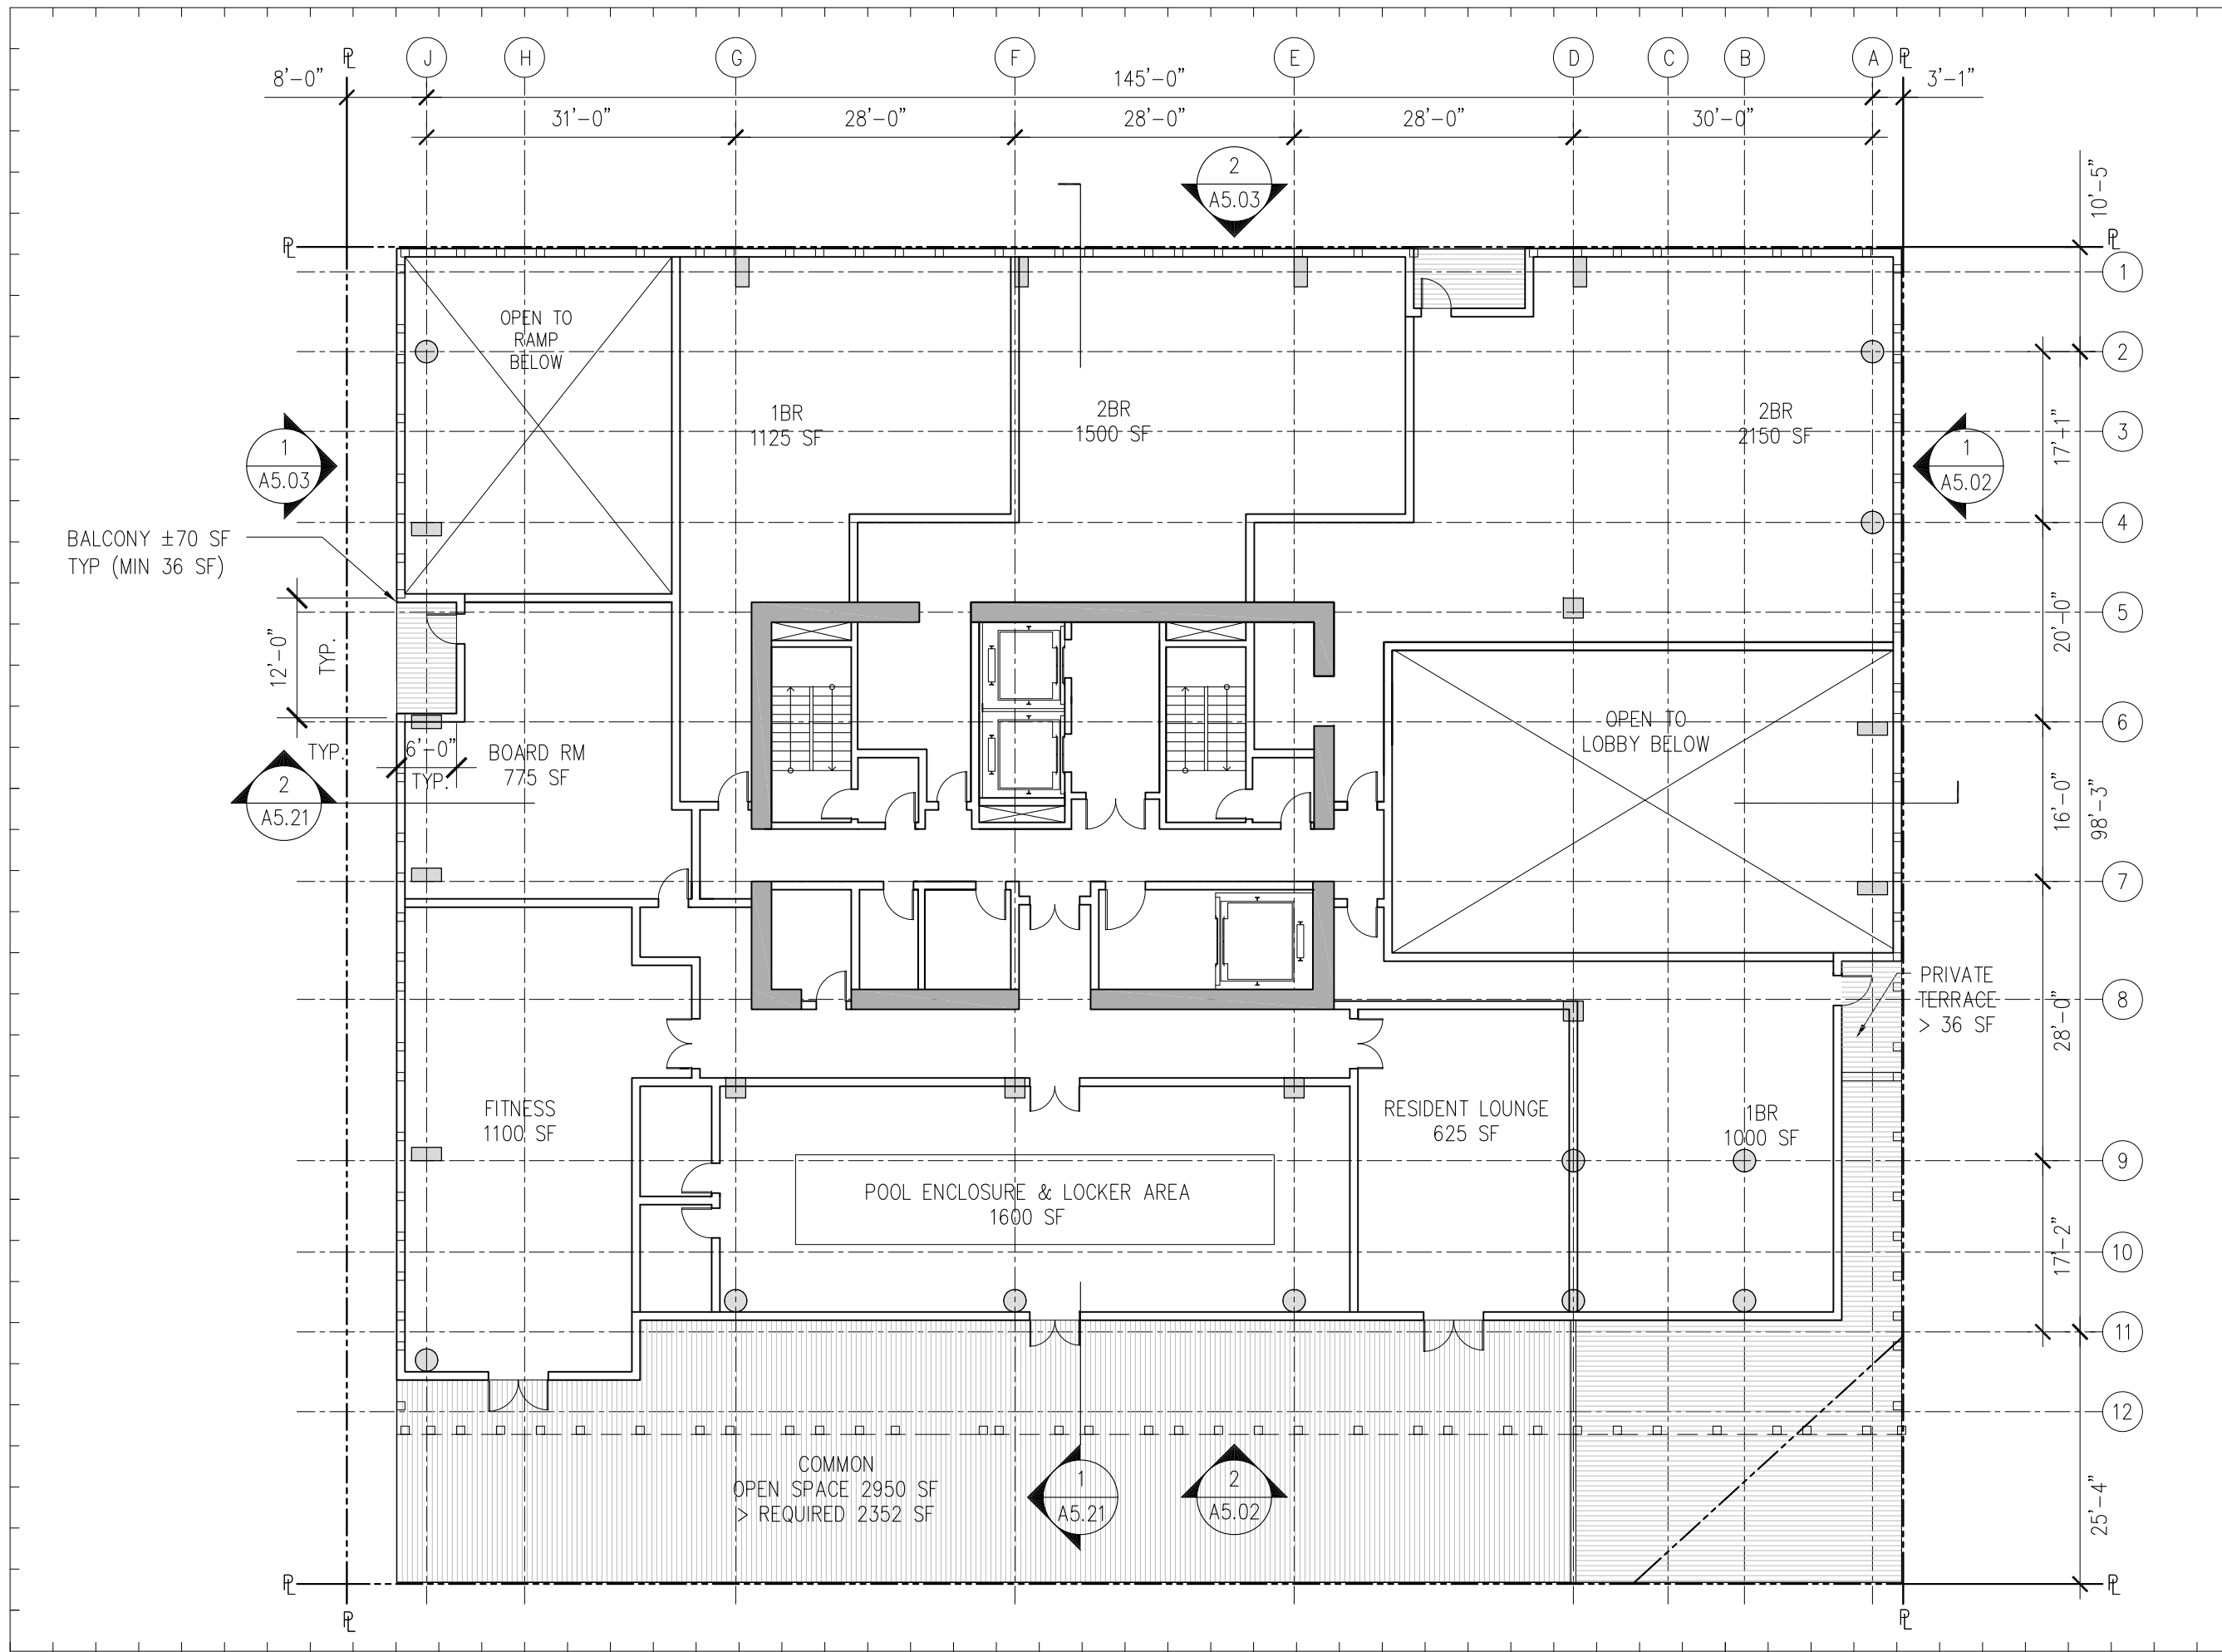 J
H
G
F
E
D
C
B
A
℄
℄
8'-0"
145'-0"
3'-1"
31'-0"
28'-0"
28'-0"
28'-0"
30'-0"
2
A5.03
10'-5"
℄
℄
1
OPEN TO
RAMP
BELOW
2
1BR
1125 SF
2BR
1500 SF
2BR
2150 SF
3
17'-1"
1
A5.03
1
A5.02
4
BALCONY ±70 SF
TYP (MIN 36 SF)
5
12'-0"
TYP.
20'-0"
OPEN TO
LOBBY BELOW
6
TYP.
6'-0"
TYP.
BOARD RM
775 SF
2
A5.21
16'-0"
98'-3"
7
PRIVATE
TERRACE
> 36 SF
8
28'-0"
FITNESS
1100 SF
RESIDENT LOUNGE
625 SF
1BR
1000 SF
9
POOL ENCLOSURE & LOCKER AREA
1600 SF
17'-2"
10
11
12
COMMON
OPEN SPACE 2950 SF
> REQUIRED 2352 SF
1
A5.21
2
A5.02
25'-4"
℄
℄
℄
℄